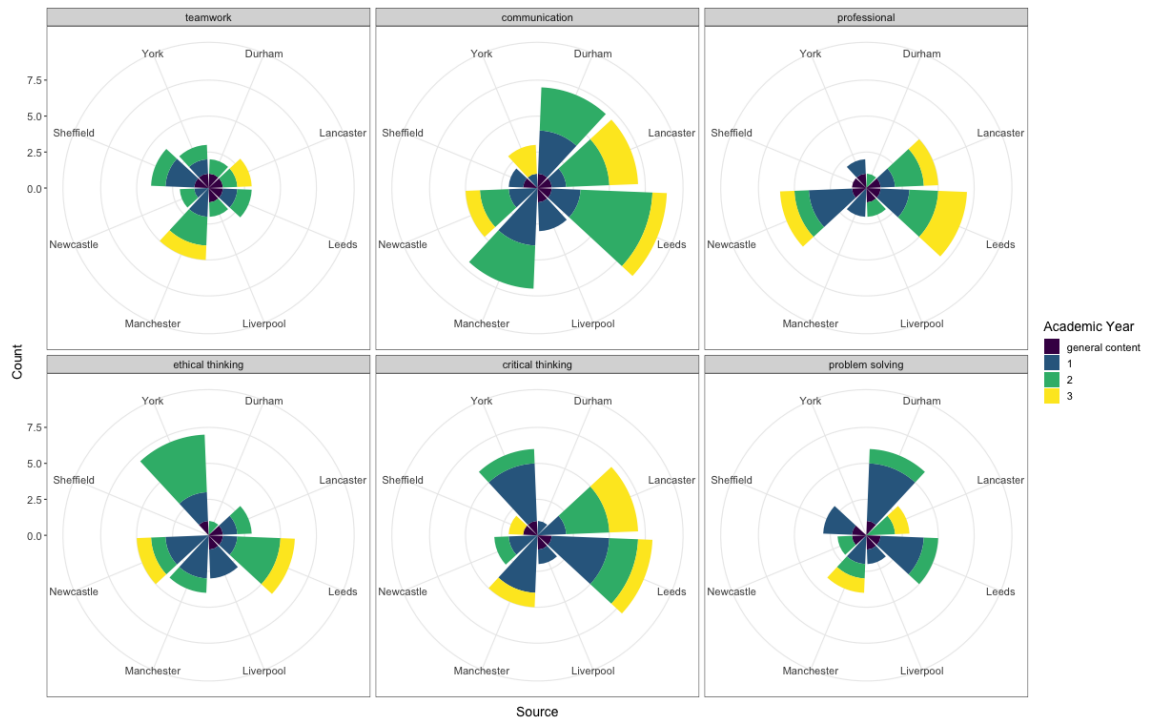 teamwork
communication
professional
York
Durham
York
Durham
York
Durham
7.5
5.0
Sheffield
Lancaster
Sheffield
Lancaster
Sheffield
Lancaster
2.5
0.0
Newcastle
Leeds
Newcastle
Leeds
Newcastle
Leeds
Manchester
Liverpool
Manchester
Liverpool
Manchester
Liverpool
Count
Academic Year
general content
1
2
3
ethical thinking
critical thinking
problem solving
York
Durham
York
Durham
York
Durham
7.5
5.0
Sheffield
Lancaster
Sheffield
Lancaster
Sheffield
Lancaster
2.5
0.0
Newcastle
Leeds
Newcastle
Leeds
Newcastle
Leeds
Manchester
Liverpool
Manchester
Liverpool
Manchester
Liverpool
Source